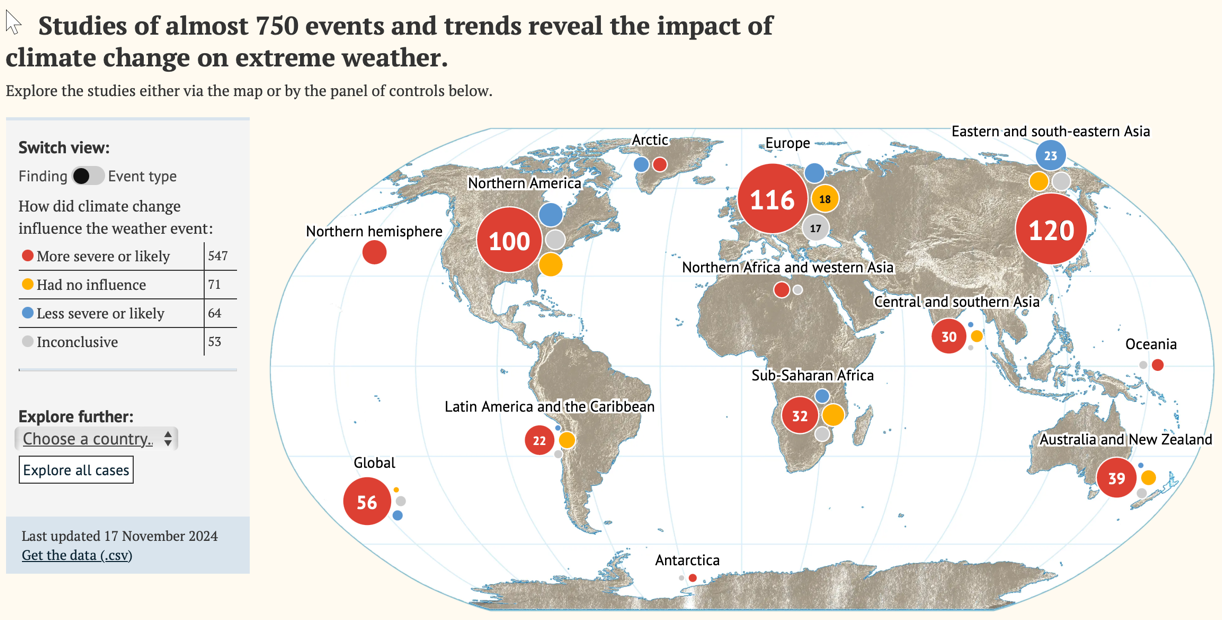 Studies of almost 750 events and trends reveal the impact of
climate change on extreme weather.
Explore the studies either via the map or by the panel of controls below.
Switch view:
Finding Event type
How did climate change
influence the weather event:
More severe or likely 547
Had no influence 71
Less severe or likely 64
Inconclusive 53
Explore further:
Choose a country..
Explore all cases
Last updated 17 November 2024
Get the data (.csv)
Arctic
Europe
Eastern and south-eastern Asia
23
Northern America
116
18
17
100
120
Northern hemisphere
Northern Africa and western Asia
Central and southern Asia
30
Oceania
Sub-Saharan Africa
32
Latin America and the Caribbean
22
Australia and New Zealand
39
Global
56
Antarctica